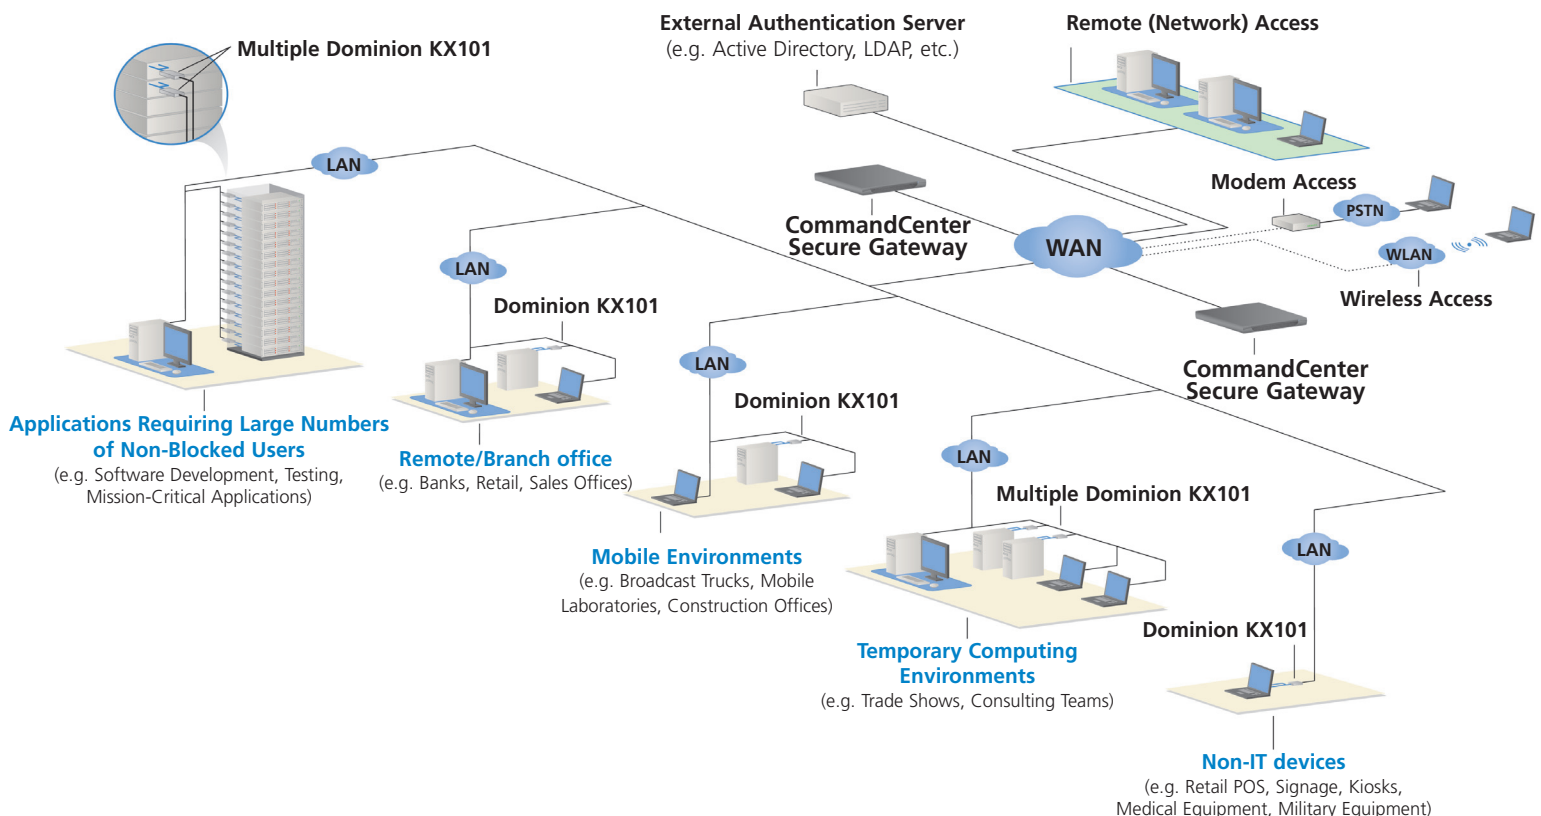 External Authentication Server
(e.g. Active Directory, LDAP, etc.)
Remote (Network) Access
Multiple Dominion KX101
LAN
Modem Access
PSTN
CommandCenter
Secure Gateway
WAN
WLAN
Wireless Access
LAN
Dominion KX101
LAN
CommandCenter
Secure Gateway
Dominion KX101
Applications Requiring Large Numbers
of Non-Blocked Users
(e.g. Software Development, Testing,
Mission-Critical Applications)
Remote/Branch office
(e.g. Banks, Retail, Sales Offices)
LAN
Multiple Dominion KX101
Mobile Environments
(e.g. Broadcast Trucks, Mobile
Laboratories, Construction Offices)
LAN
Dominion KX101
Temporary Computing
Environments
(e.g. Trade Shows, Consulting Teams)
Non-IT devices
(e.g. Retail POS, Signage, Kiosks,
Medical Equipment, Military Equipment)